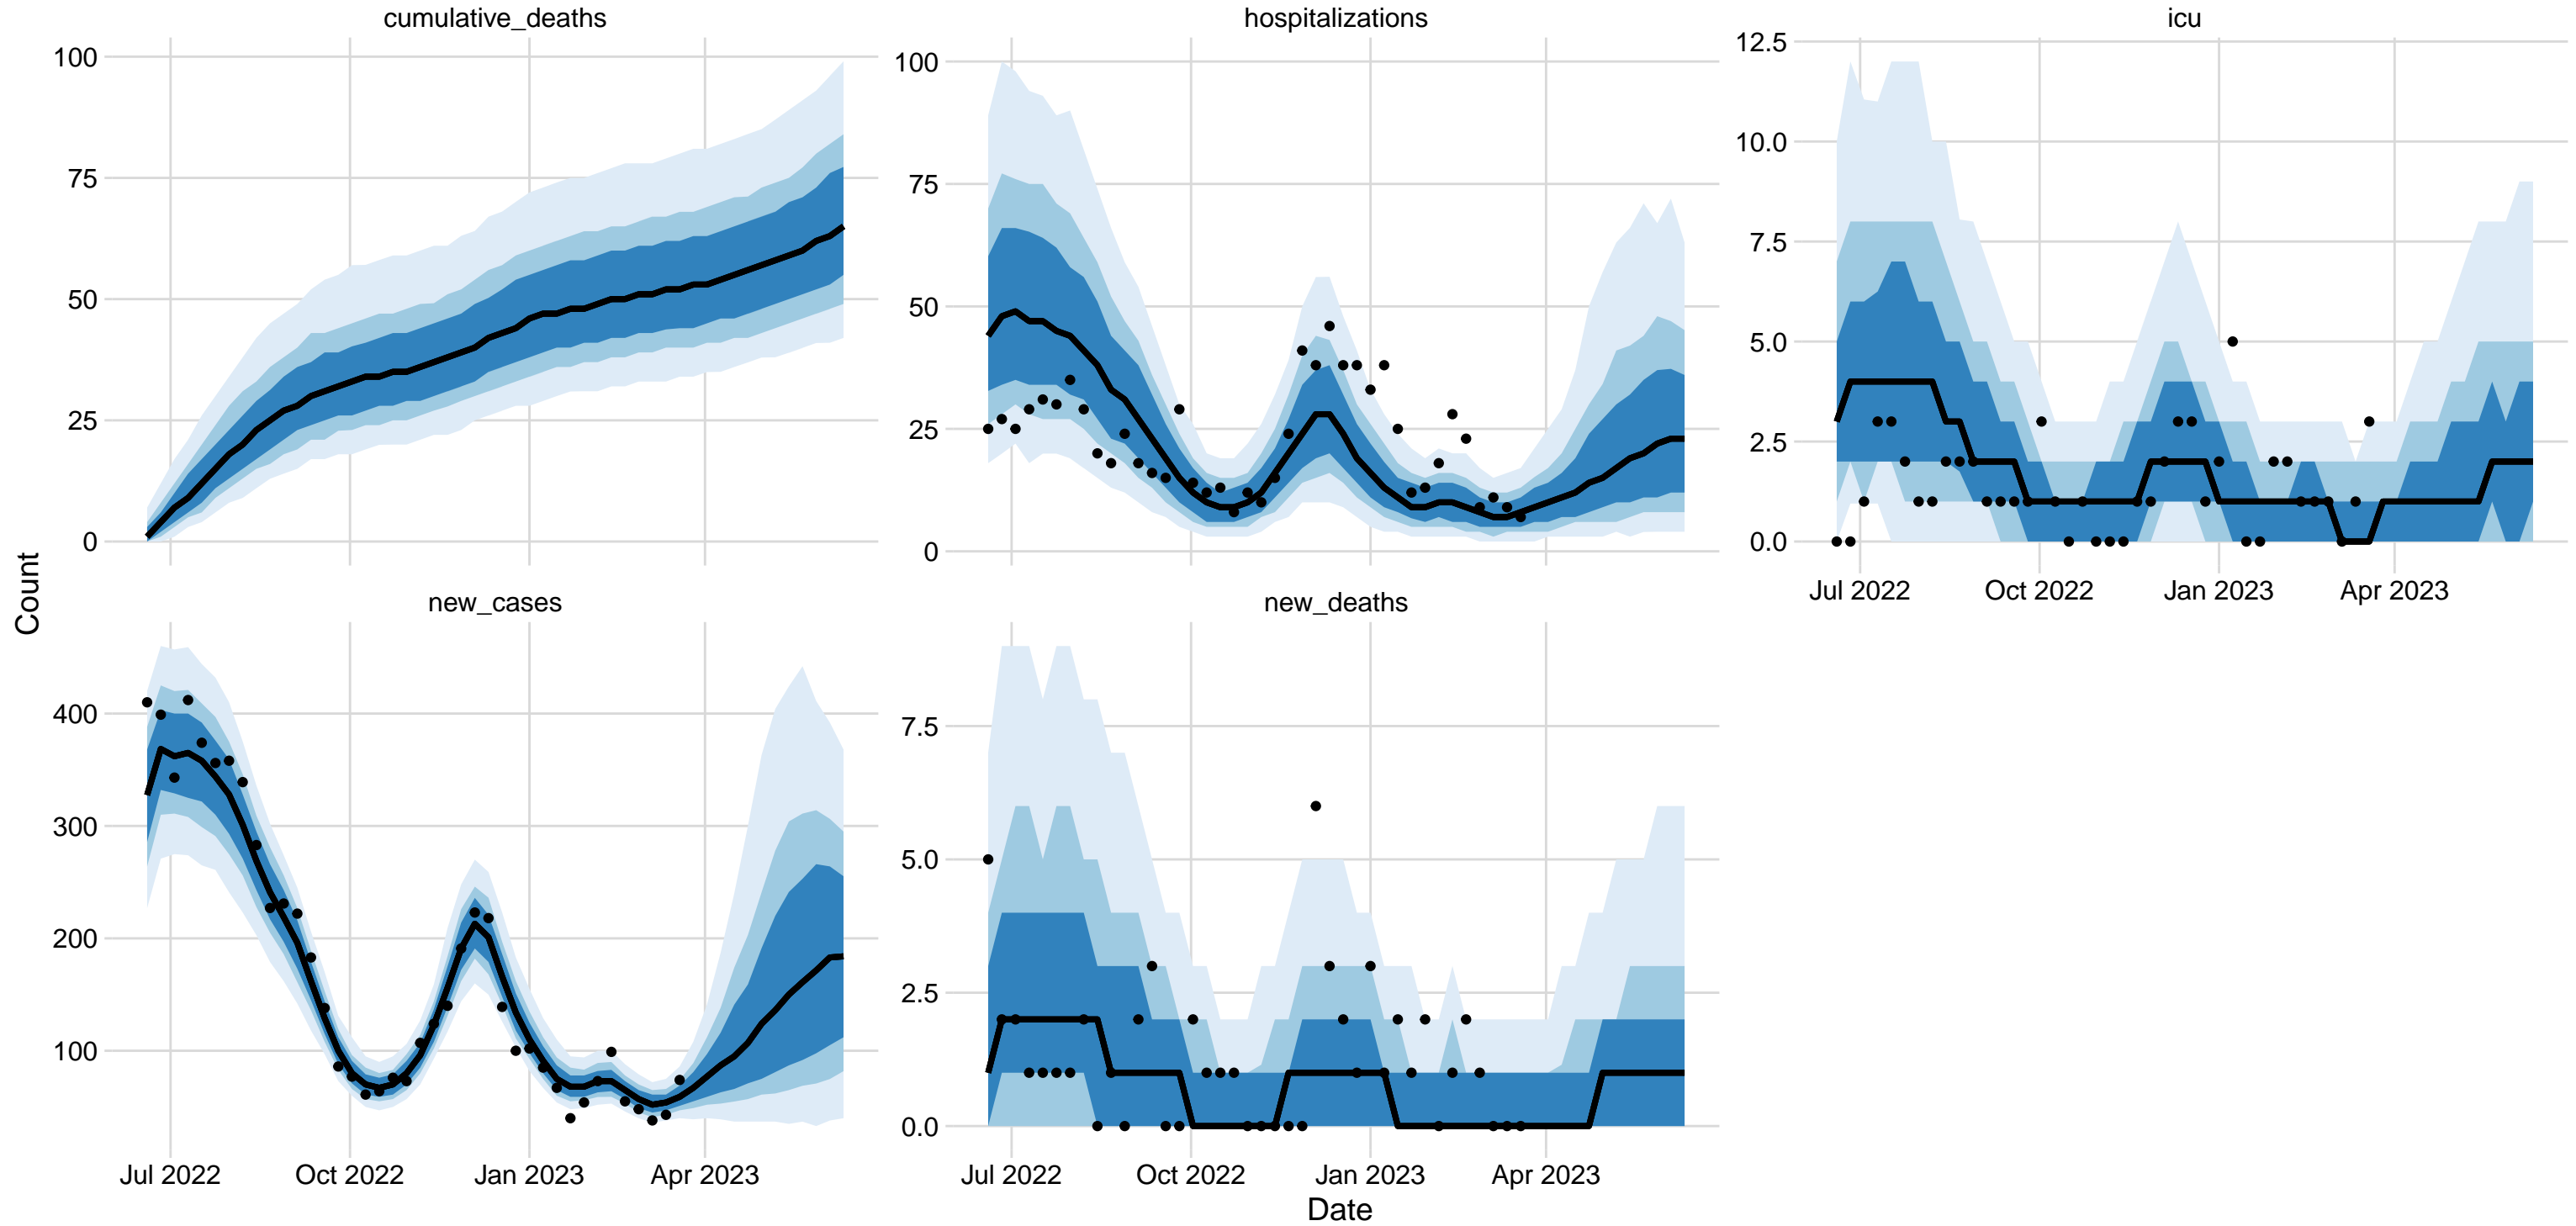 cumulative_deaths
100
75
50
25
0
hospitalizations
100
75
50
25
0
icu
12.5
10.0
7.5
5.0
2.5
0.0
Jul 2022 Oct 2022 Jan 2023 Apr 2023
Count
new_cases
400
300
200
100
Jul 2022 Oct 2022 Jan 2023 Apr 2023
new_deaths
7.5
5.0
2.5
0.0
Jul 2022 Oct 2022 Jan 2023 Apr 2023
Date